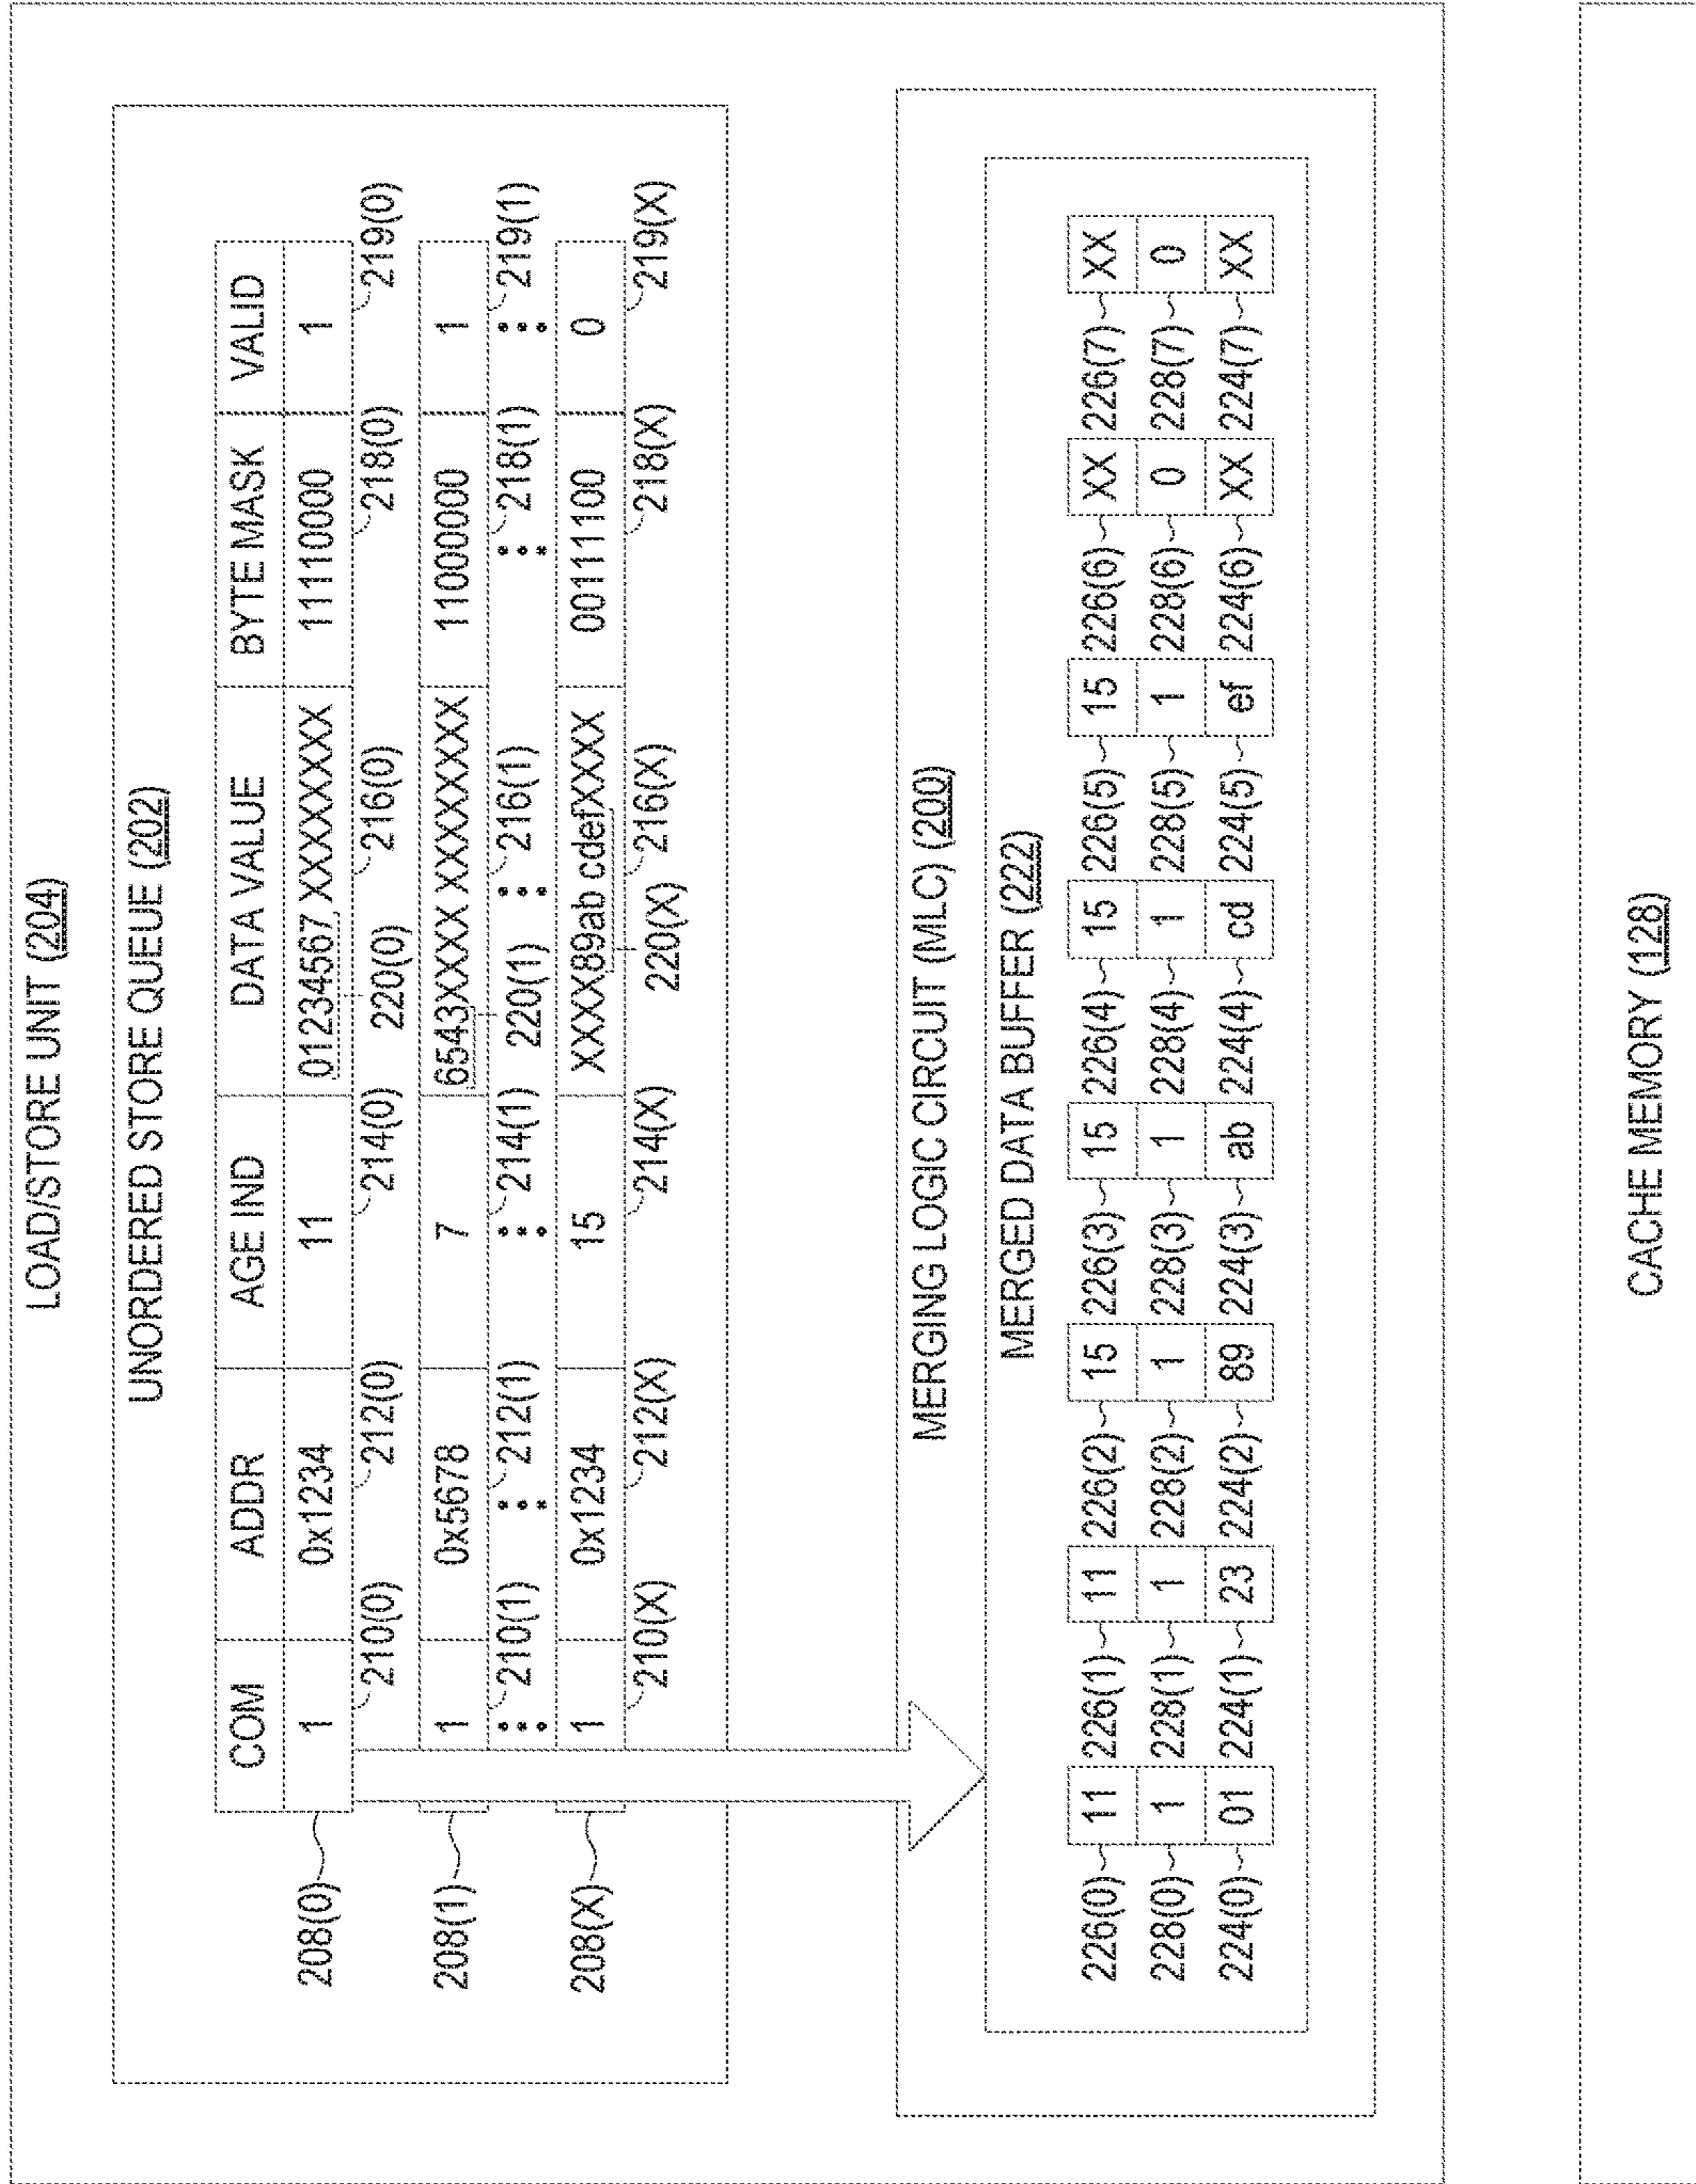 LOAD/STORE UNIT (204)
UNORDERED STORE QUEUE (202)
COM ADDR AGE IND DATA VALUE BYTE MASK VALID
208(0) 1 0x1234 11 01234567 XXXXXXXX 11110000 1
210(0) 212(0) 214(0) 220(0) 216(0) 218(0) 219(0)
208(1) 1 0x5678 7 6543XXXX XXXXXXXX 11000000 1
210(1) 212(1) 214(1) 220(1) 216(1) 218(1) 219(1)
208(X) 1 0x1234 15 XXXX89ab cdefXXXX 00111100 0
210(X) 212(X) 214(X) 220(X) 216(X) 218(X) 219(X)
MERGING LOGIC CIRCUIT (MLC) (200)
MERGED DATA BUFFER (222)
226(0) 11 226(1) 11 226(2) 15 226(3) 15 226(4) 15 226(5) 15 226(6) XX 226(7) XX
228(0) 1 228(1) 1 228(2) 1 228(3) 1 228(4) 1 228(5) 1 228(6) 0 228(7) 0
224(0) 01 224(1) 23 224(2) 89 224(3) ab 224(4) cd 224(5) ef 224(6) XX 224(7) XX
CACHE MEMORY (128)